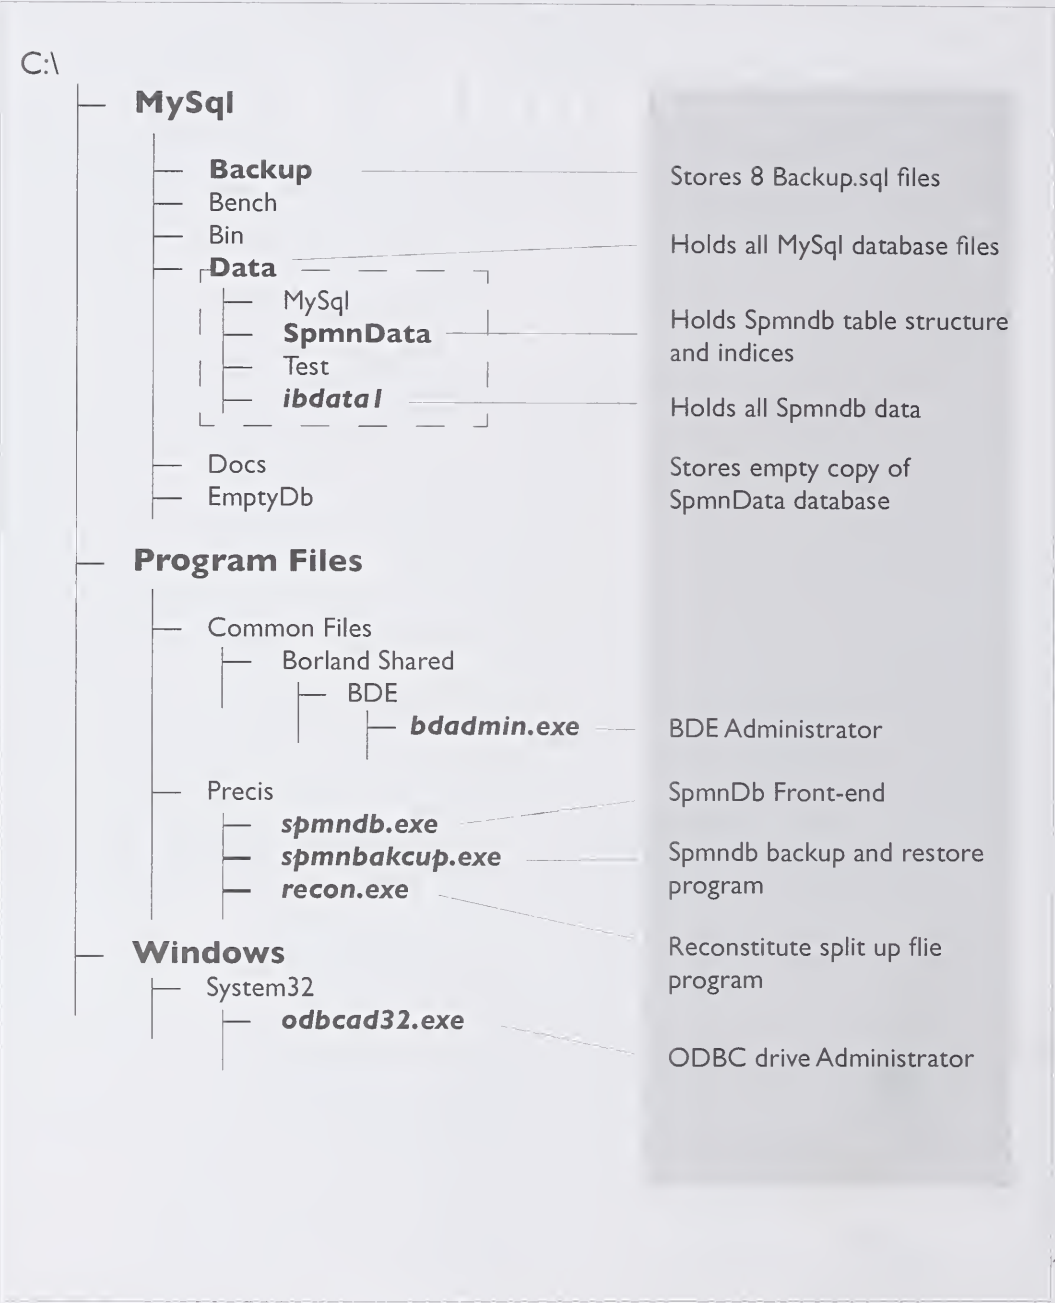 C:\
MySql
Backup
Stores 8 Backup.sql files
Bench
Bin
Data
Holds all MySql database files
MySql
SpmnData
Holds Spmndb table structure
and indices
Test
ibdata1
Holds all Spmndb data
Docs
EmptyDb
Stores empty copy of
SpmnData database
Program Files
Common Files
Borland Shared
BDE
bdadmin.exe
BDE Administrator
Precis
spmndb.exe
SpmnDb Front-end
spmnbakcup.exe
Spmndb backup and restore
program
recon.exe
Reconstitute split up flie
program
Windows
System32
odbcad32.exe
ODBC drive Administrator